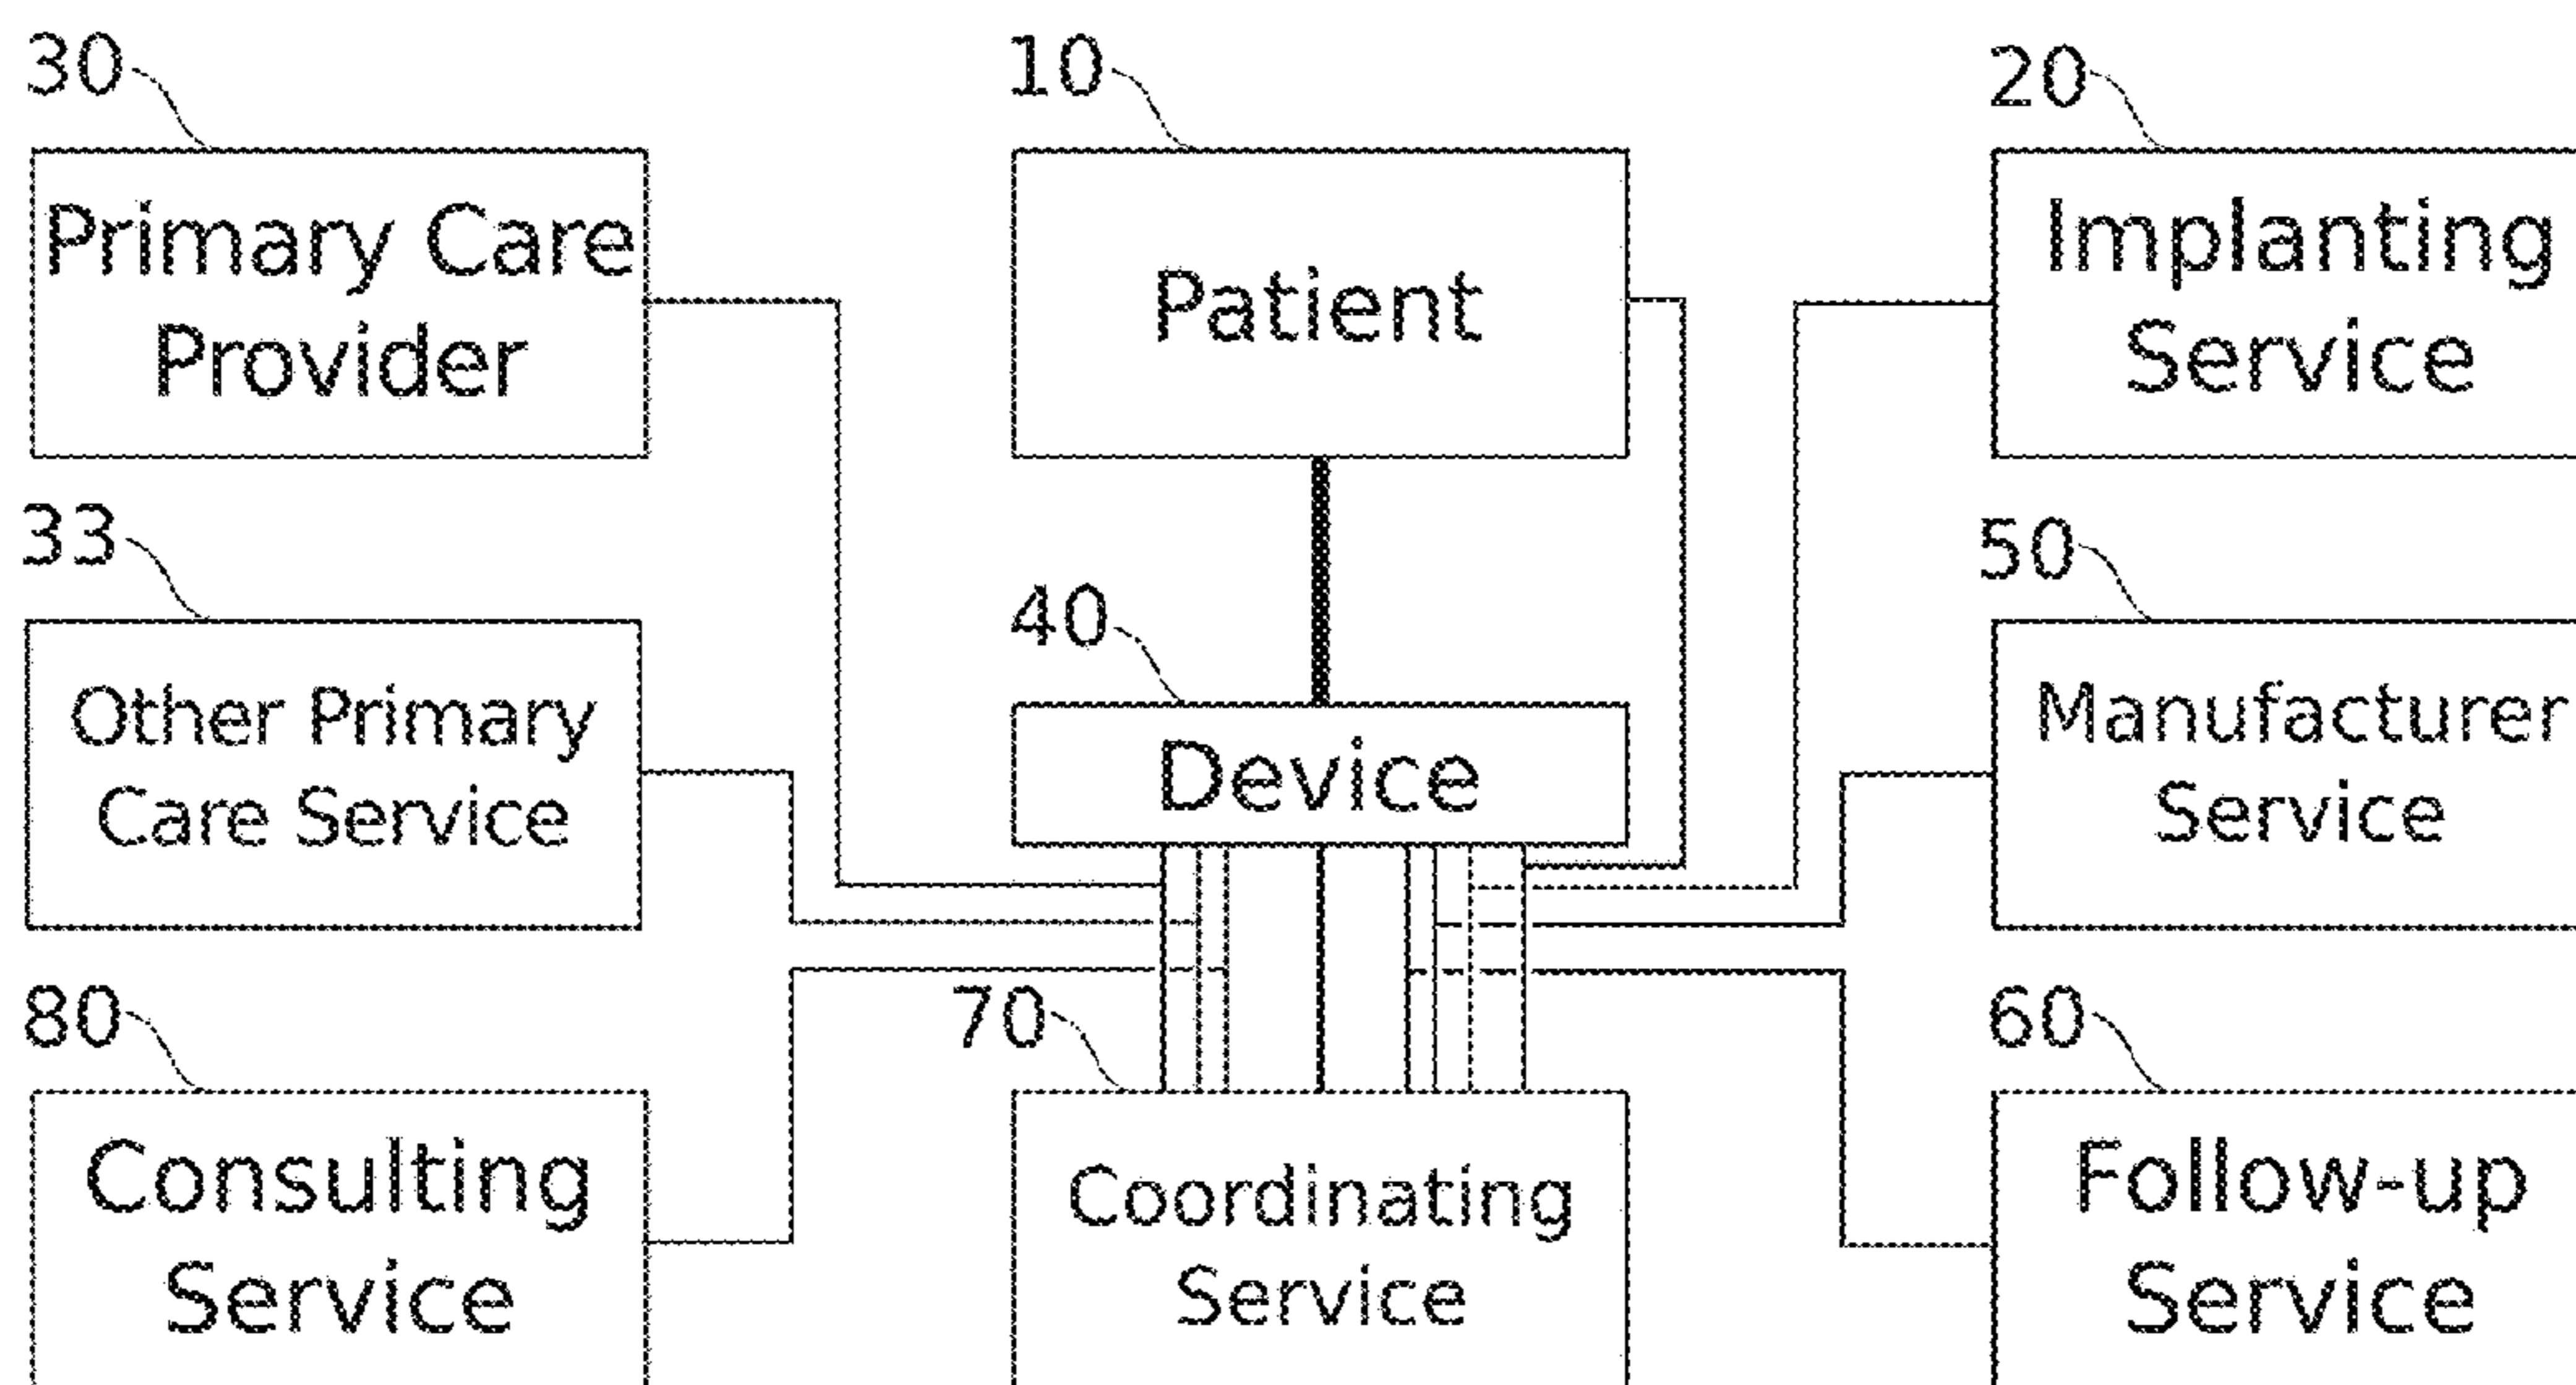 30
Primary Care
Provider
10
Patient
20
Implanting
Service
33
Other Primary
Care Service
40
Device
50
Manufacturer
Service
80
Consulting
Service
70
Coordinating
Service
60
Follow-up
Service